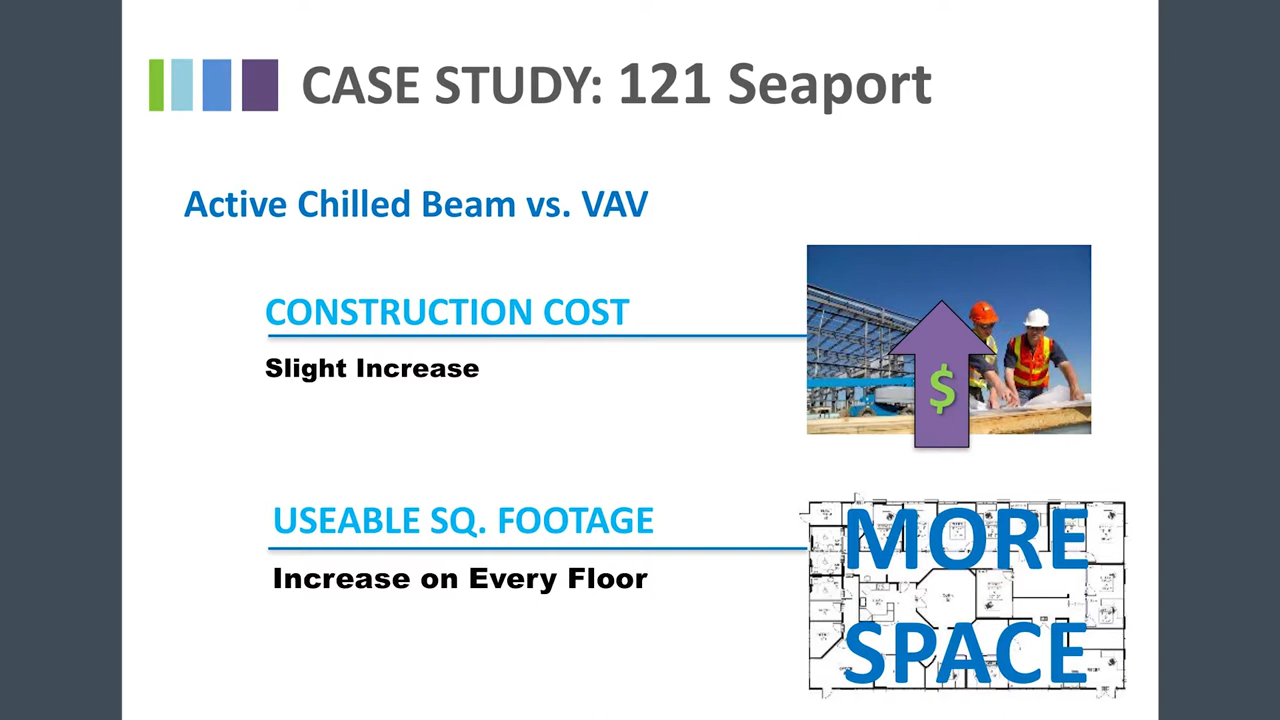 CASE STUDY: 121 Seaport
Active Chilled Beam vs. VAV
CONSTRUCTION COST
Slight Increase
$
USEABLE SQ. FOOTAGE
Increase on Every Floor
MORE
SPACE